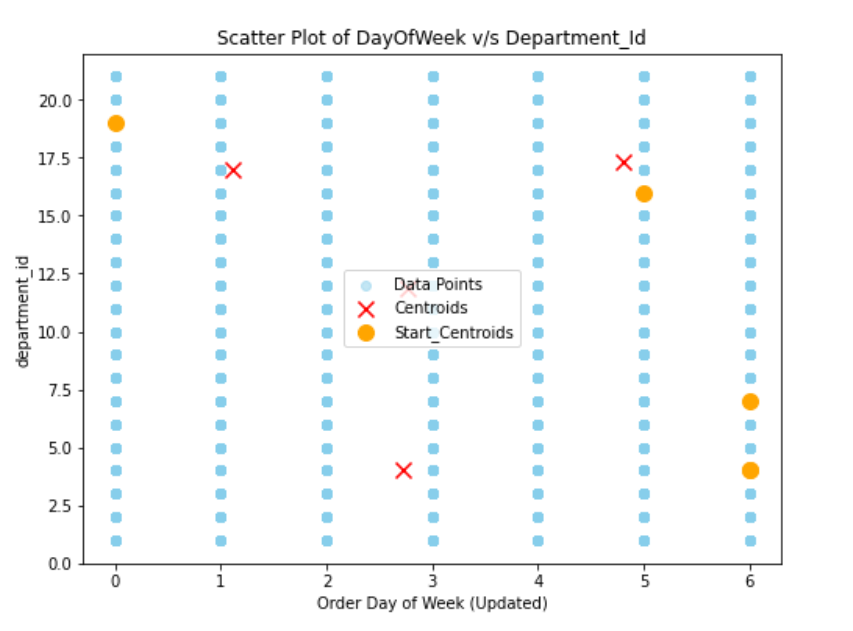 Scatter Plot of DayOfWeek v/s Department_Id
20.0
17.5
15.0
12.5
10.0
7.5
5.0
2.5
0.0
department_id
Data Points
Centroids
Start_Centroids
0 1 2 3 4 5 6
Order Day of Week (Updated)